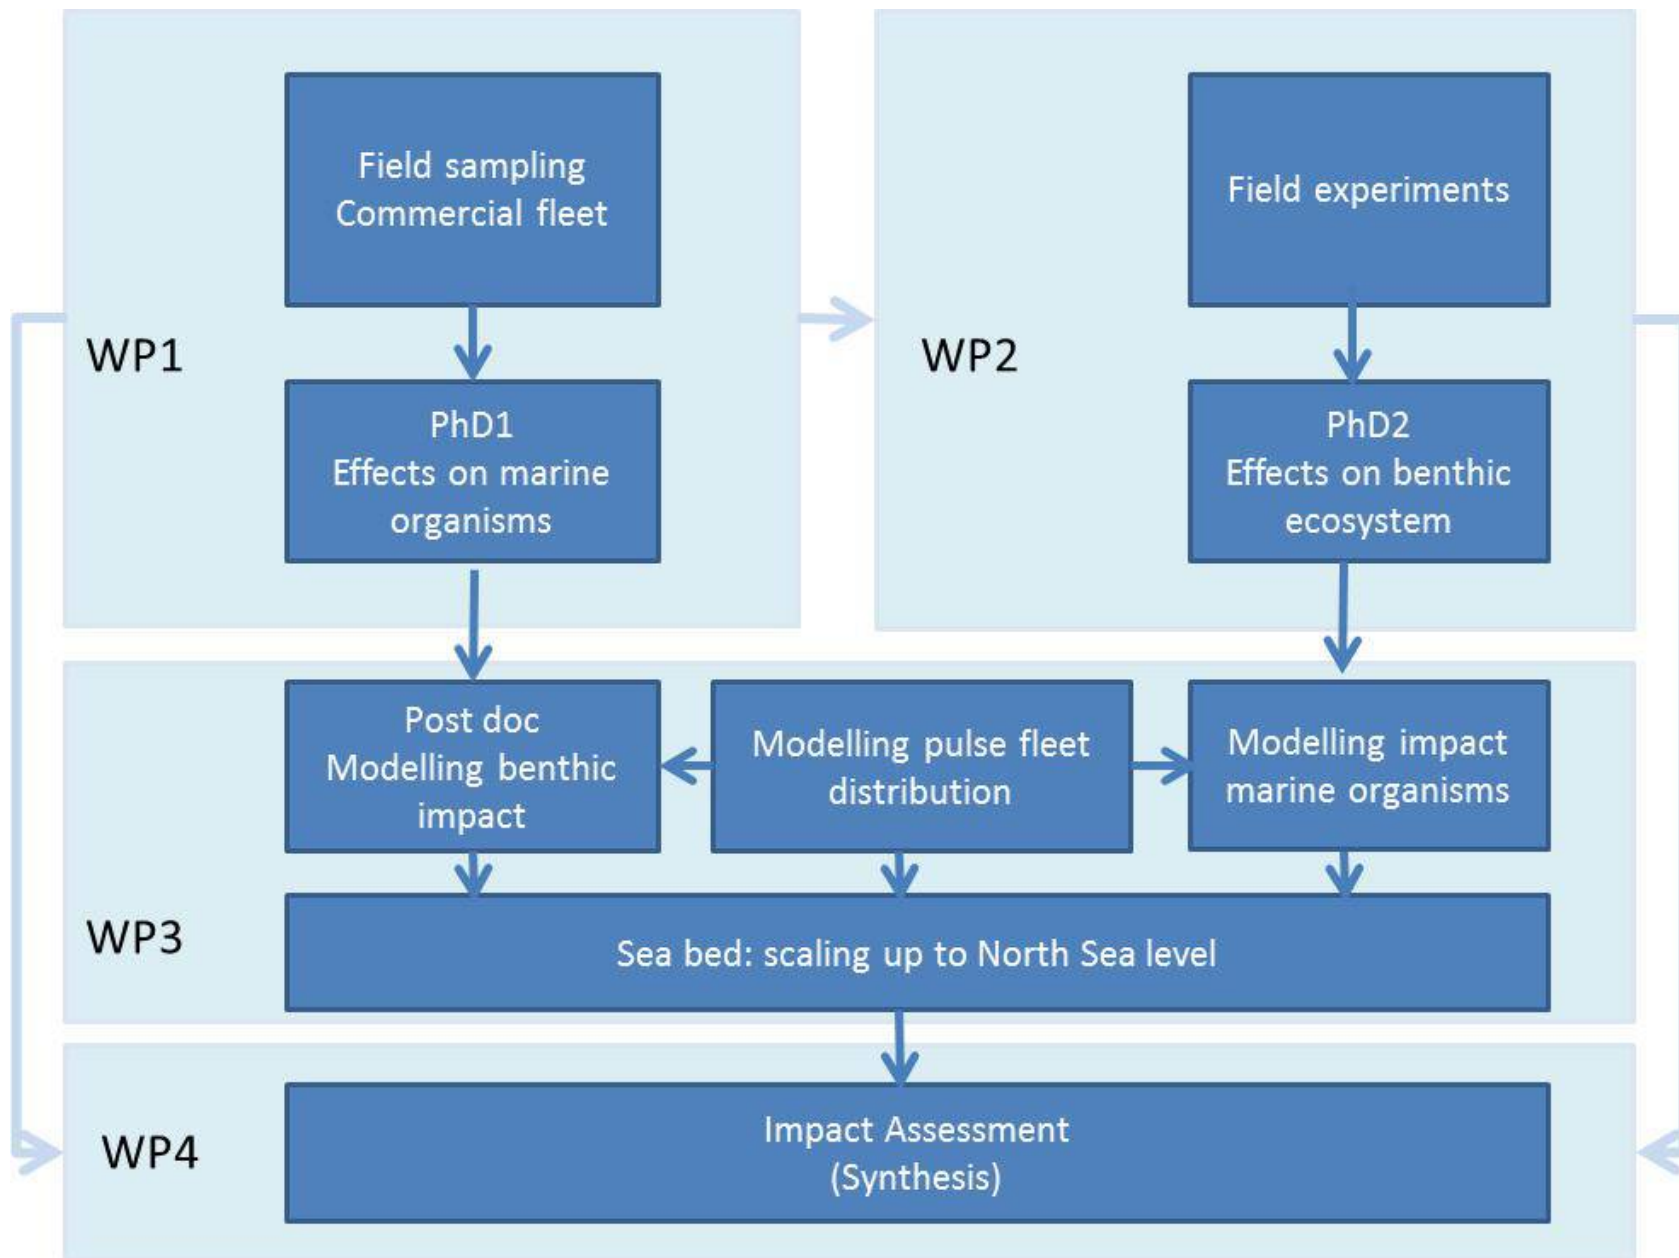 Field sampling
Commercial fleet
WP1
PhD1
Effects on marine
organisms
Field experiments
WP2
PhD2
Effects on benthic
ecosystem
Post doc
Modelling benthic
impact
Modelling pulse fleet
distribution
Modelling impact
marine organisms
WP3
Sea bed: scaling up to North Sea level
WP4
Impact Assessment
(Synthesis)